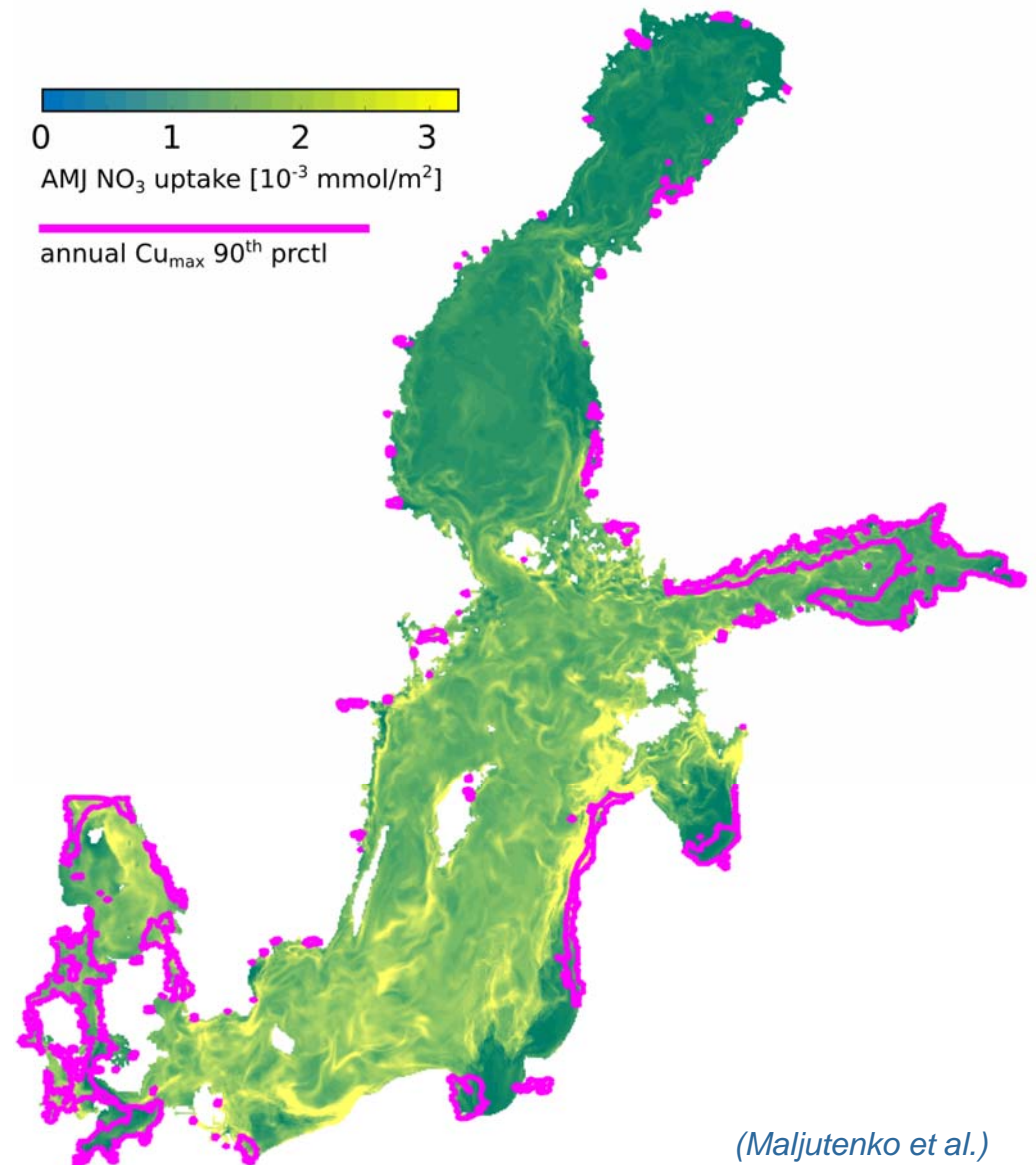 0 1 2 3
AMJ NO₃ uptake [10⁻³ mmol/m²]
annual Cuₘₐₓ 90ᵗʰ prctl
(Maljutenko et al.)